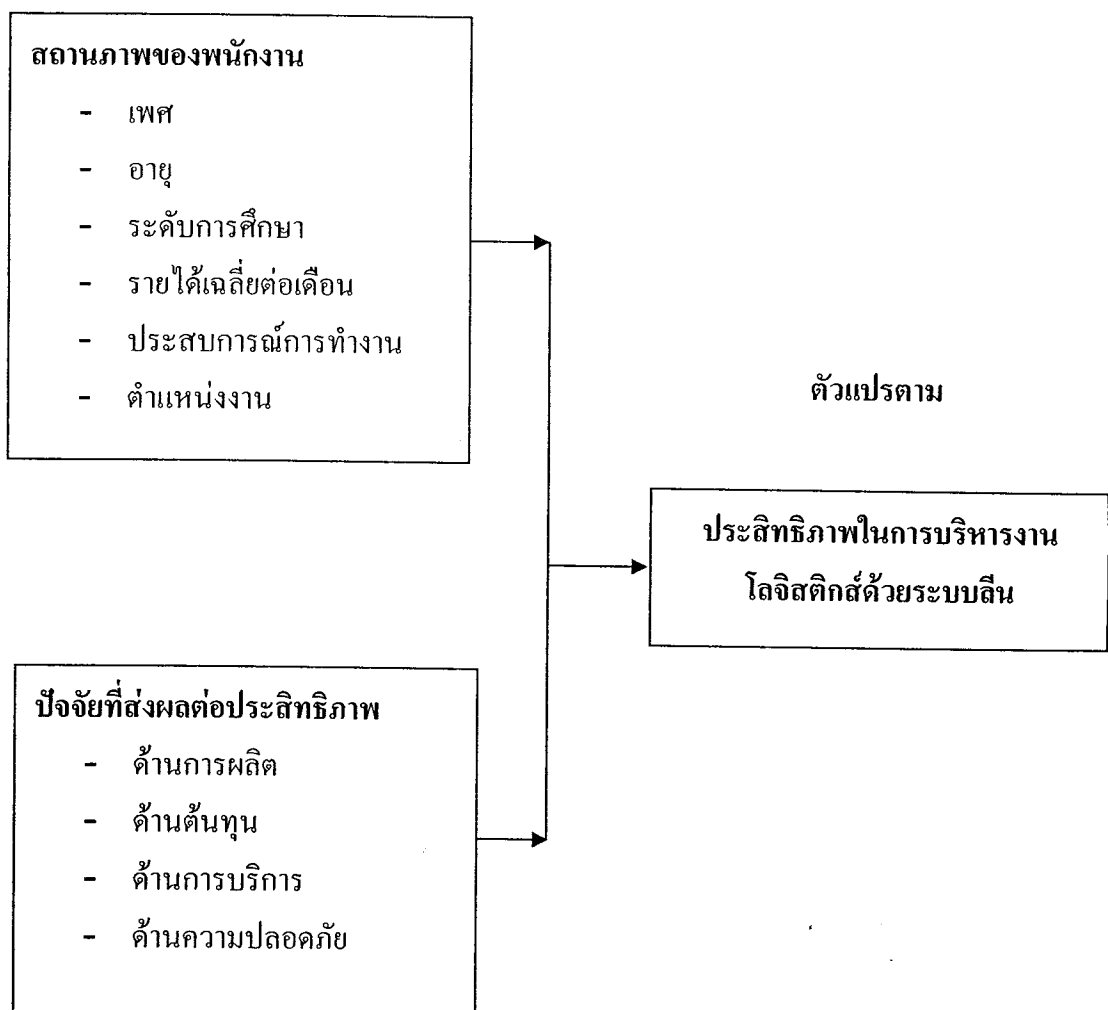 สถานภาพของพนักงาน
- เพศ
- อายุ
- ระดับการศึกษา
- รายได้เฉลี่ยต่อเดือน
- ประสบการณ์การทำงาน
- ตำแหน่งงาน
ตัวแปรตาม
ประสิทธิภาพในการบริหารงาน
โลจิสติกส์ด้วยระบบลีน
ปัจจัยที่ส่งผลต่อประสิทธิภาพ
- ด้านการผลิต
- ด้านต้นทุน
- ด้านการบริการ
- ด้านความปลอดภัย